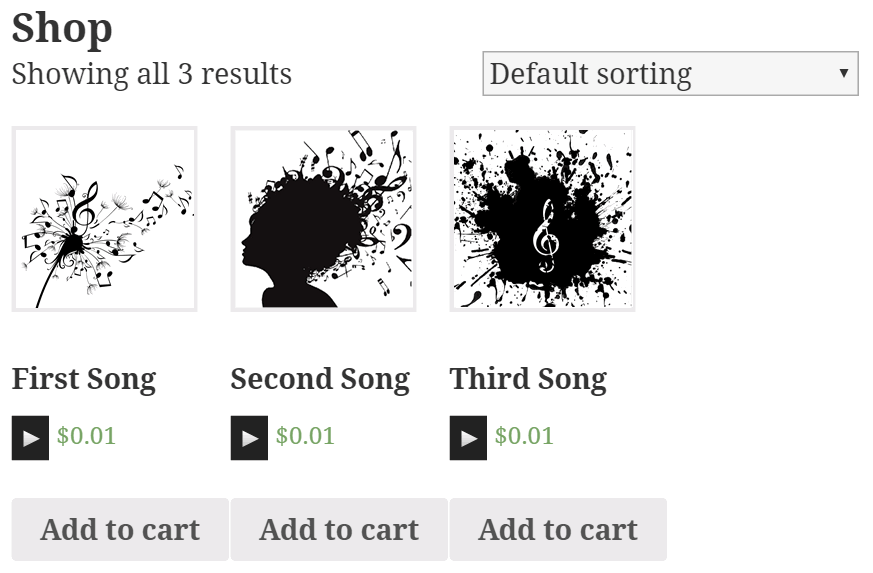 Shop
Showing all 3 results
Default sorting
First Song
Second Song
Third Song
$0.01
$0.01
$0.01
Add to cart
Add to cart
Add to cart